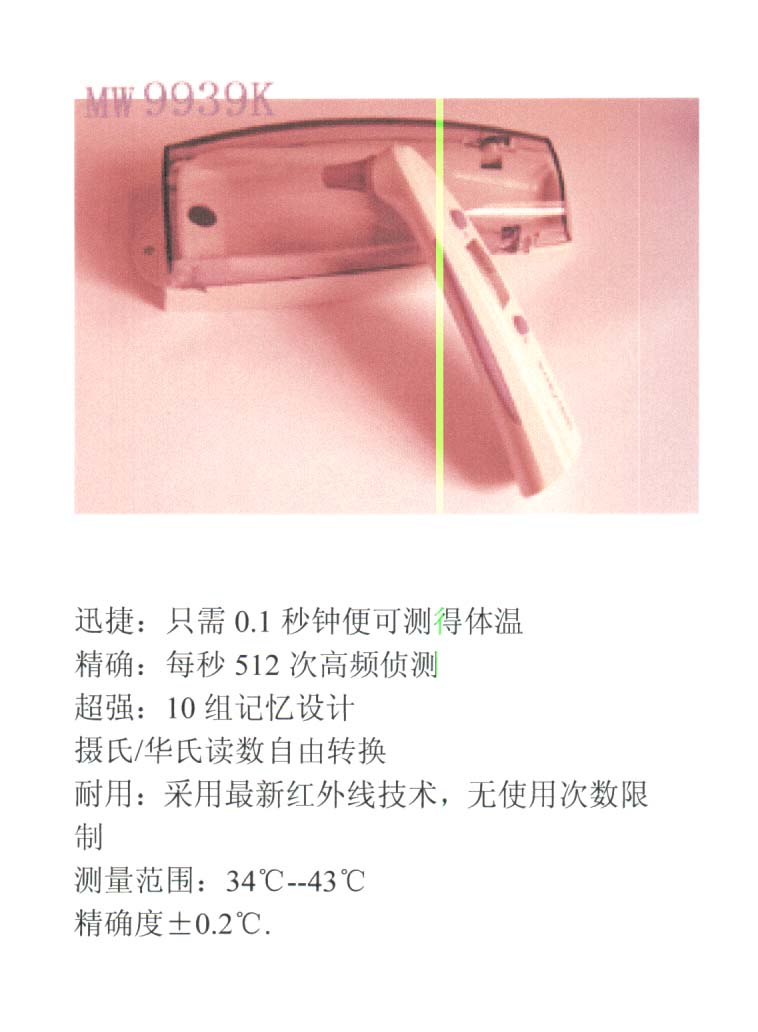 MW 9939K
迅捷：只需 0.1 秒钟便可测得体温
精确：每秒 512 次高频侦测
超强：10 组记忆设计
摄氏/华氏读数自由转换
耐用：采用最新红外线技术，无使用次数限
制
测量范围：34℃--43℃
精确度±0.2℃.